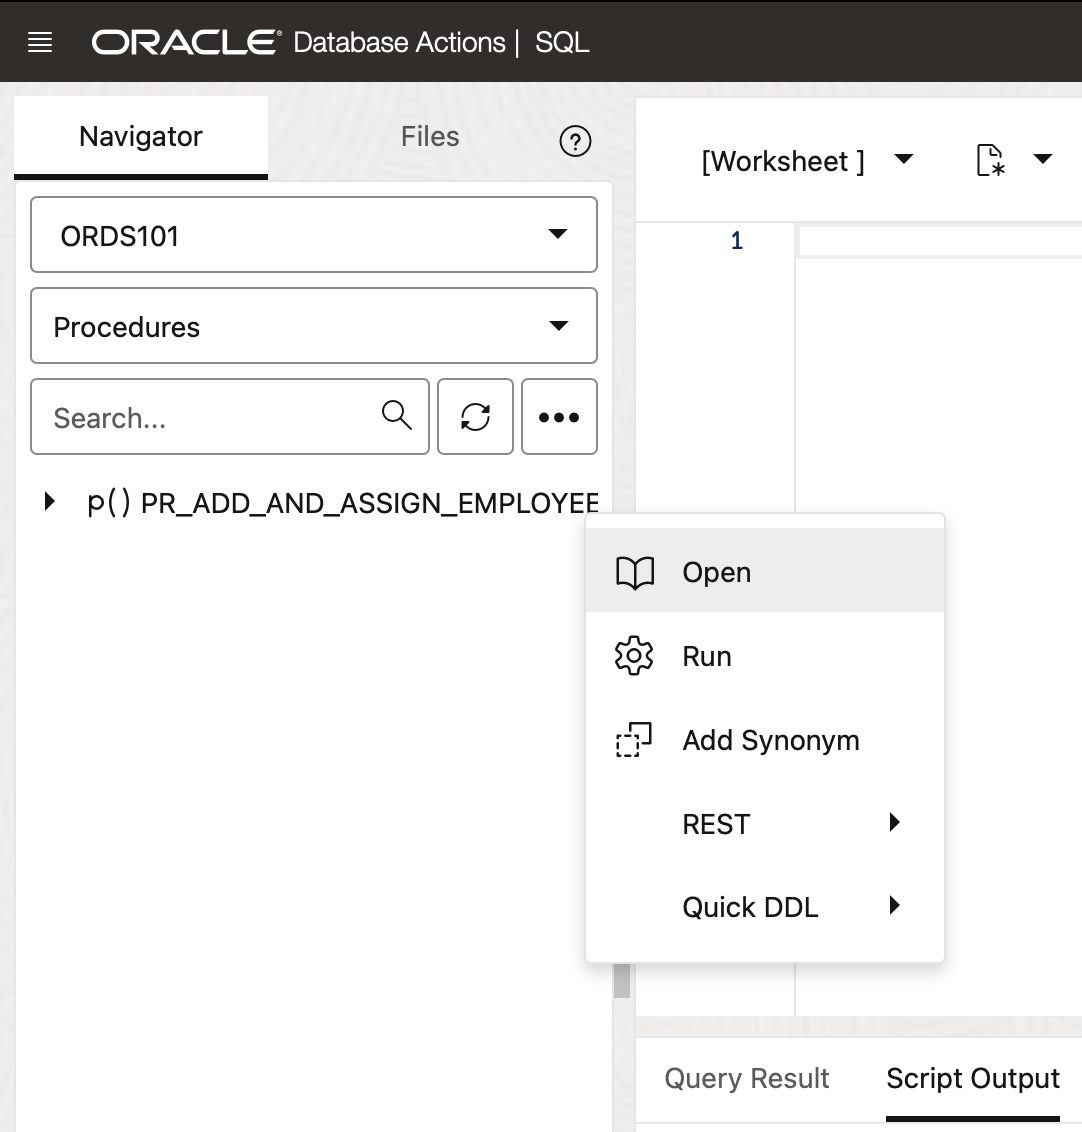 ORACLE® Database Actions | SQL
Navigator
Files
?
[Worksheet ]
ORDS101
1
Procedures
Search...
p() PR_ADD_AND_ASSIGN_EMPLOYEE
Open
Run
Add Synonym
REST
Quick DDL
Query Result
Script Output